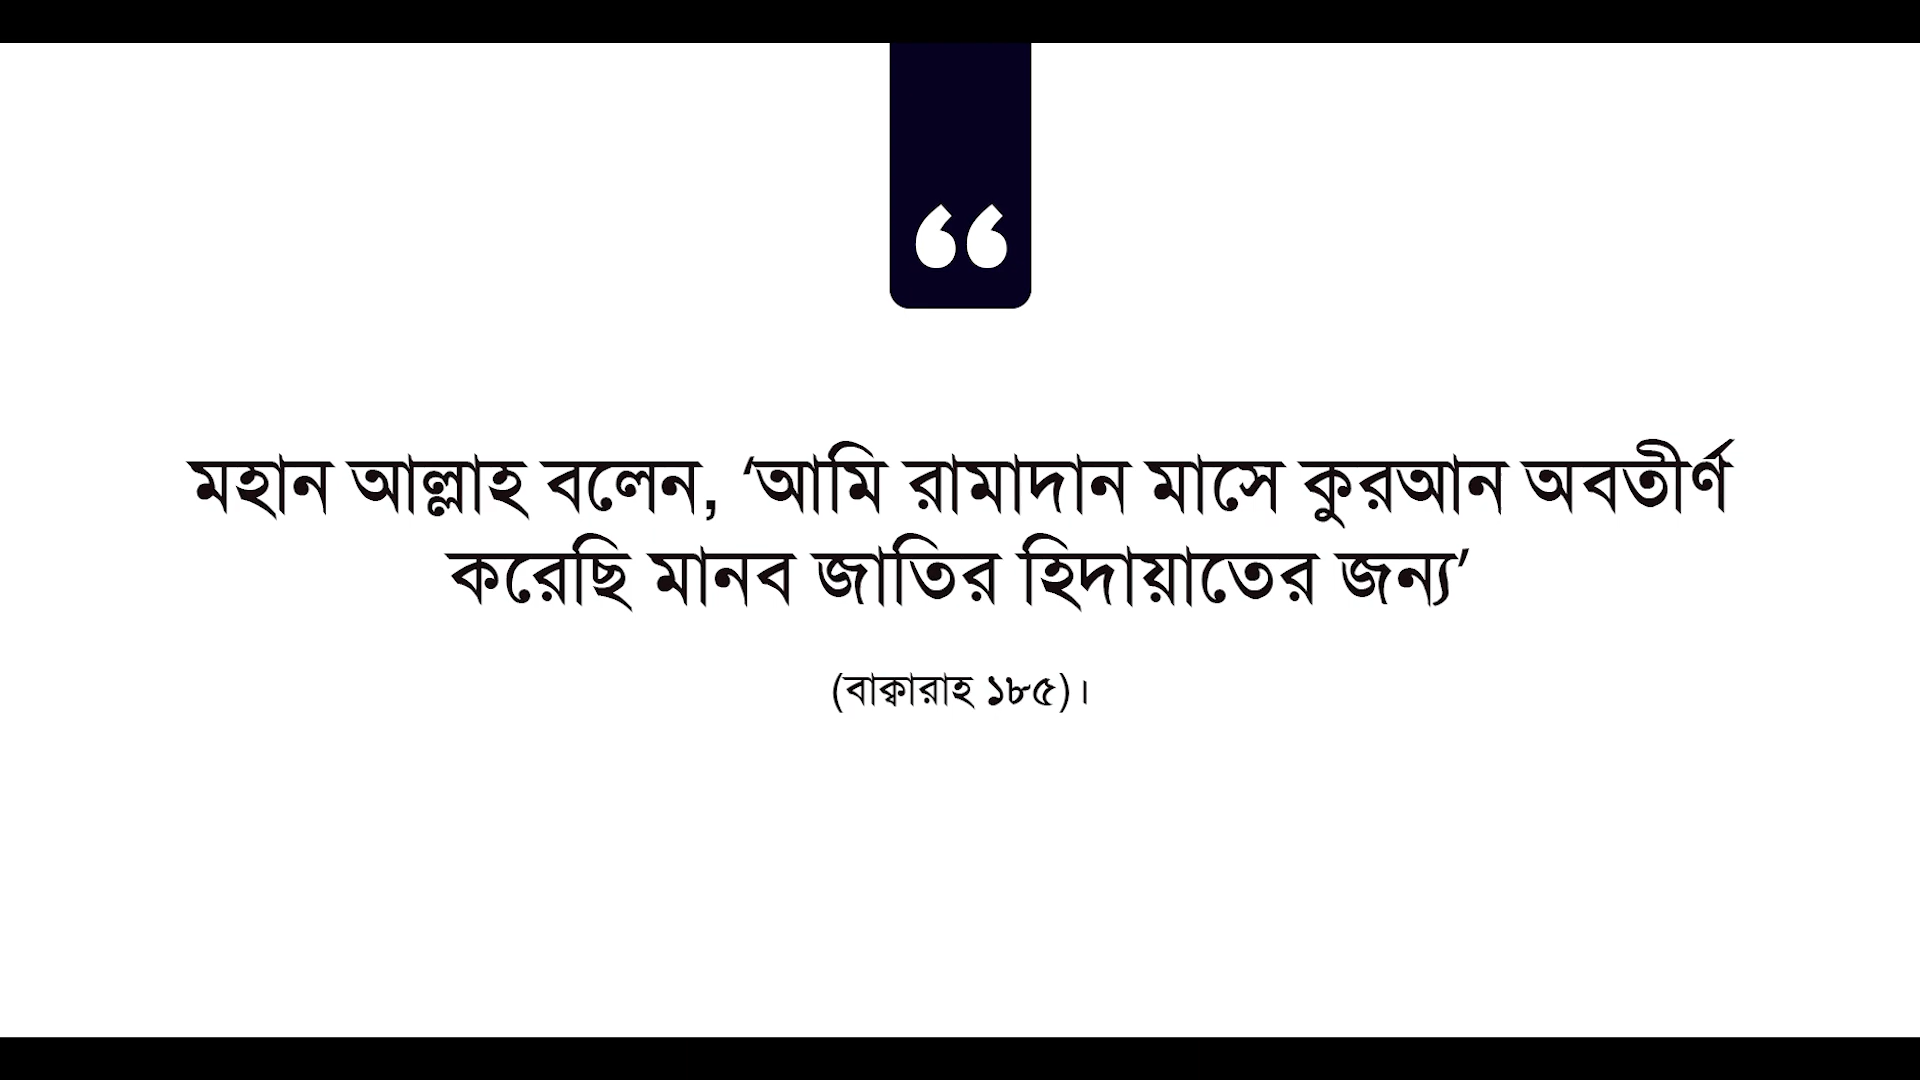 “
মহান আল্লাহ বলেন, ‘আমি রামাদান মাসে কুরআন অবতীর্ণ
করেছি মানব জাতির হিদায়াতের জন্য’
(বাক্বারাহ ১৮৫)।